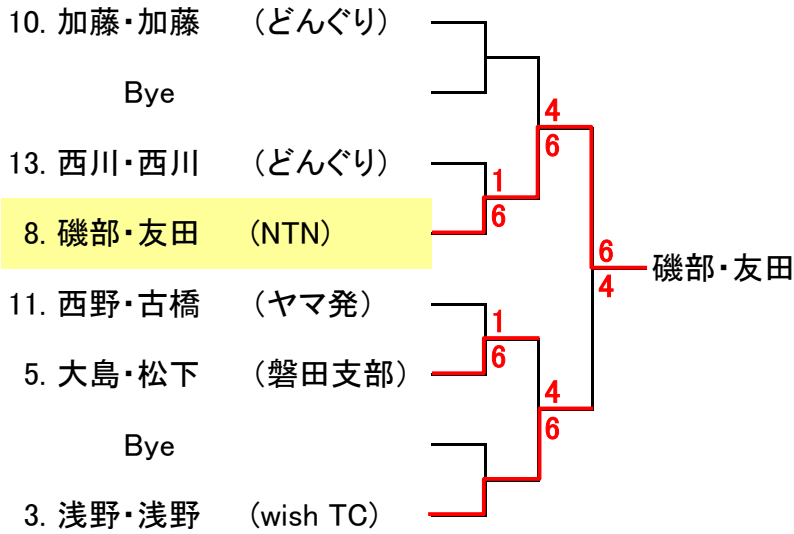 10. 加藤・加藤 (どんぐり)
4
Bye
6
13. 西川・西川 (どんぐり)
1
8. 磯部・友田 (NTN)
6
6
磯部・友田
4
11. 西野・古橋 (ヤマ発)
1
5. 大島・松下 (磐田支部)
6
4
6
Bye
3. 浅野・浅野 (wish TC)